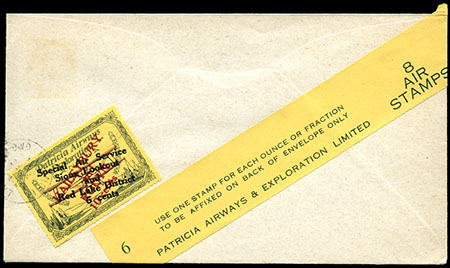 Patricia Airways
Special Air Service
Sioux Lookout
And
Red Lake District
6 cents
8
AIR
STAMPS
USE ONE STAMP FOR EACH OUNCE OR FRACTION
TO BE AFFIXED ON BACK OF ENVELOPE ONLY
6
PATRICIA AIRWAYS & EXPLORATION LIMITED